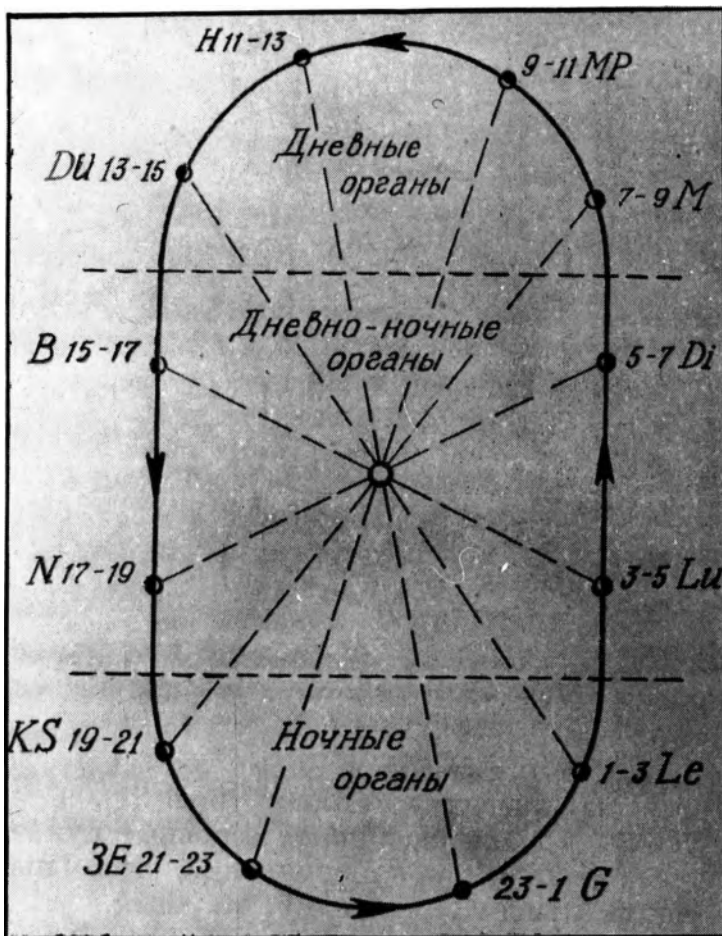 H 11-13
9-11 MP
Дневные
органы
DÜ 13-15
7-9 M
Дневно-ночные
органы
B 15-17
5-7 Di
N 17-19
3-5 Lu
KS 19-21
Ночные
органы
1-3 Le
3E 21-23
23-1 G